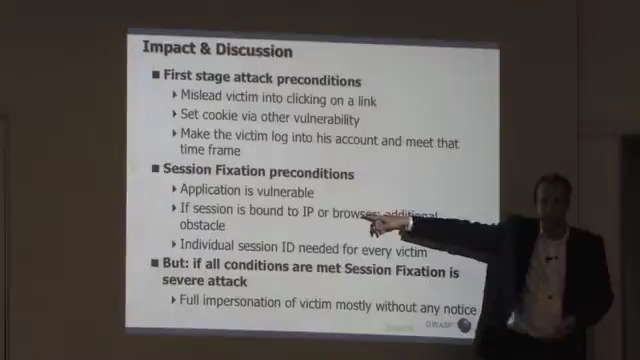 Impact & Discussion
First stage attack preconditions
Mislead victim into clicking on a link
Set cookie via other vulnerability
Make the victim log into his account and meet that
time frame
Session Fixation preconditions
Application is vulnerable
If session is bound to IP or browser: additional
obstacle
Individual session ID needed for every victim
But: if all conditions are met Session Fixation is
severe attack
Full impersonation of victim mostly without any notice
OWASP